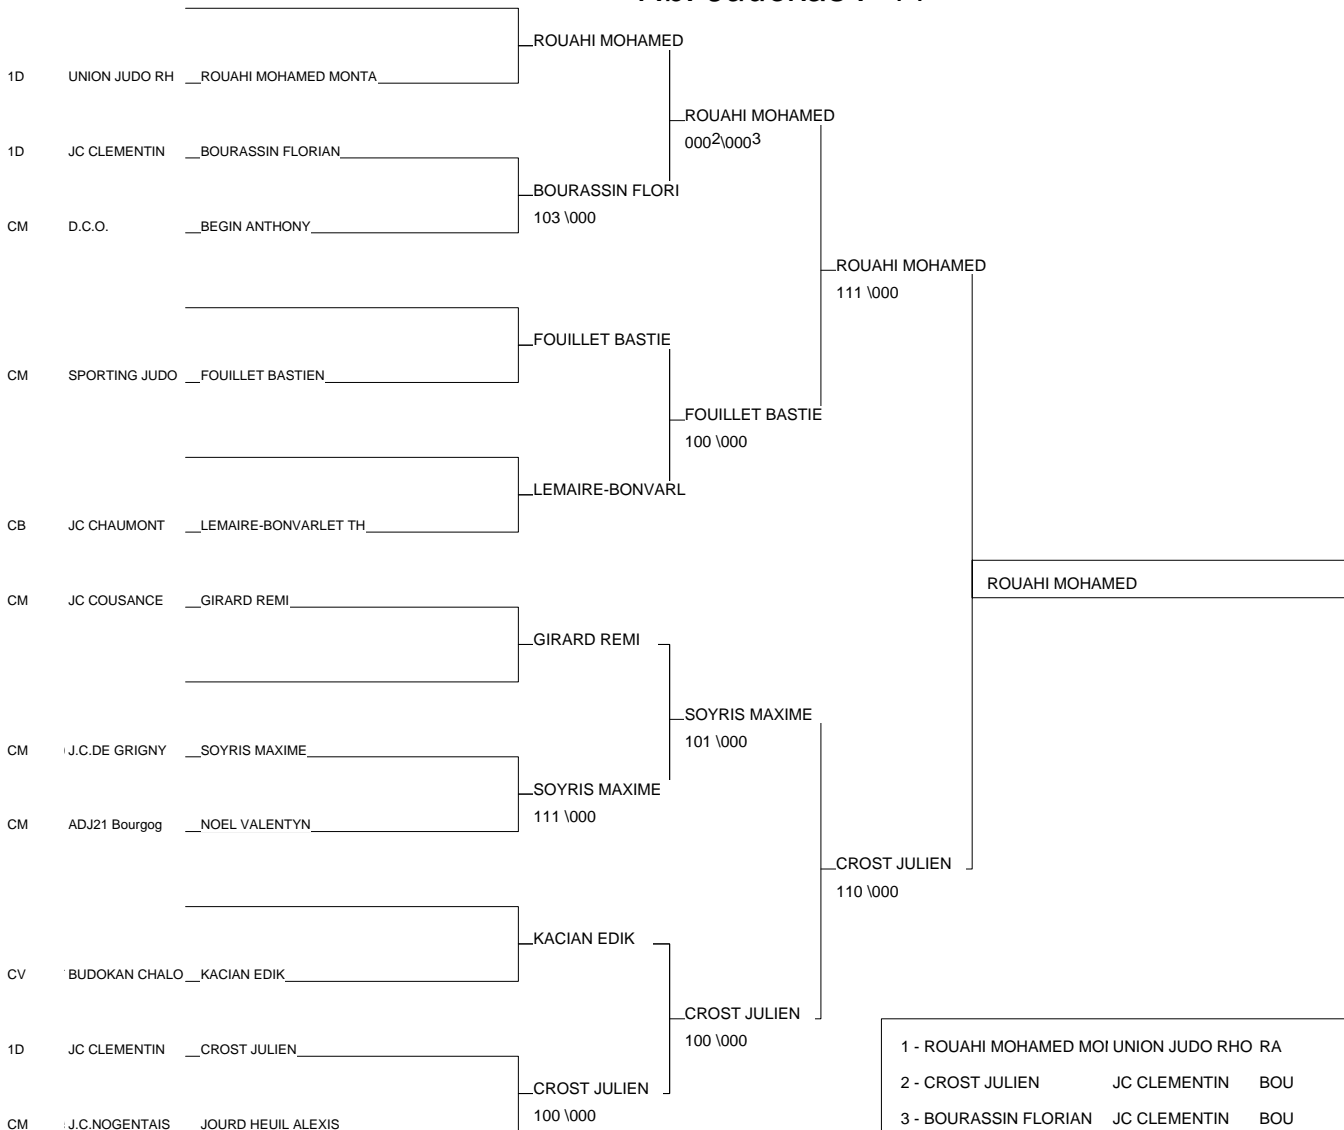 ROUAHI MOHAMED
1D UNION JUDO RH ROUAHI MOHAMED MONTA
ROUAHI MOHAMED
000²\000³
1D JC CLEMENTIN BOURASSIN FLORIAN
BOURASSIN FLORI
103 \000
CM D.C.O. BEGIN ANTHONY
ROUAHI MOHAMED
111 \000
FOUILLET BASTIE
CM SPORTING JUDO FOUILLET BASTIEN
FOUILLET BASTIE
100 \000
LEMAIRE-BONVARL
CB JC CHAUMONT LEMAIRE-BONVARLET TH
ROUAHI MOHAMED
CM JC COUSANCE GIRARD REMI
GIRARD REMI
SOYRIS MAXIME
101 \000
CM J.C.DE GRIGNY SOYRIS MAXIME
SOYRIS MAXIME
111 \000
CM ADJ21 Bourgog NOEL VALENTYN
CROST JULIEN
110 \000
KACIAN EDIK
CV BUDOKAN CHALO KACIAN EDIK
CROST JULIEN
100 \000
1D JC CLEMENTIN CROST JULIEN
CROST JULIEN
100 \000
CM J.C.NOGENTAIS JOURD HEUIL ALEXIS
1 - ROUAHI MOHAMED MO UNION JUDO RHO RA
2 - CROST JULIEN JC CLEMENTIN BOU
3 - BOURASSIN FLORIAN JC CLEMENTIN BOU